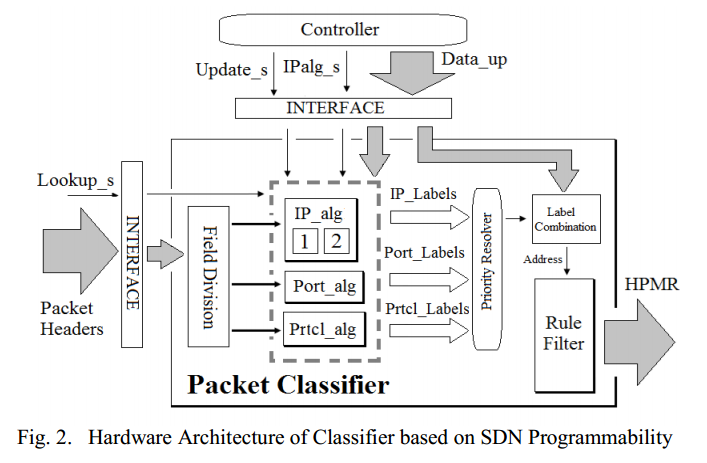 Controller
Update_s
IPalg_s
Data_up
INTERFACE
Lookup_s
INTERFACE
Packet
Headers
Field Division
IP_alg
1 2
Port_alg
Prtcl_alg
IP_Labels
Port_Labels
Prtcl_Labels
Priority Resolver
Label
Combination
Address
Rule
Filter
HPMR
Packet Classifier
Fig. 2. Hardware Architecture of Classifier based on SDN Programmability